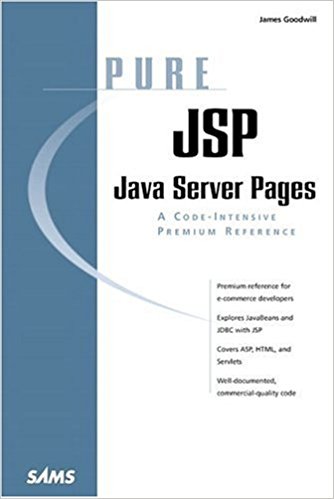 James Goodwill
PURE
JSP
Java Server Pages
A Code-Intensive
Premium Reference
Premium reference for
e-commerce developers
Explores JavaBeans and
JDBC with JSP
Covers ASP, HTML, and
Servlets
Well-documented,
commercial-quality code
SAMS